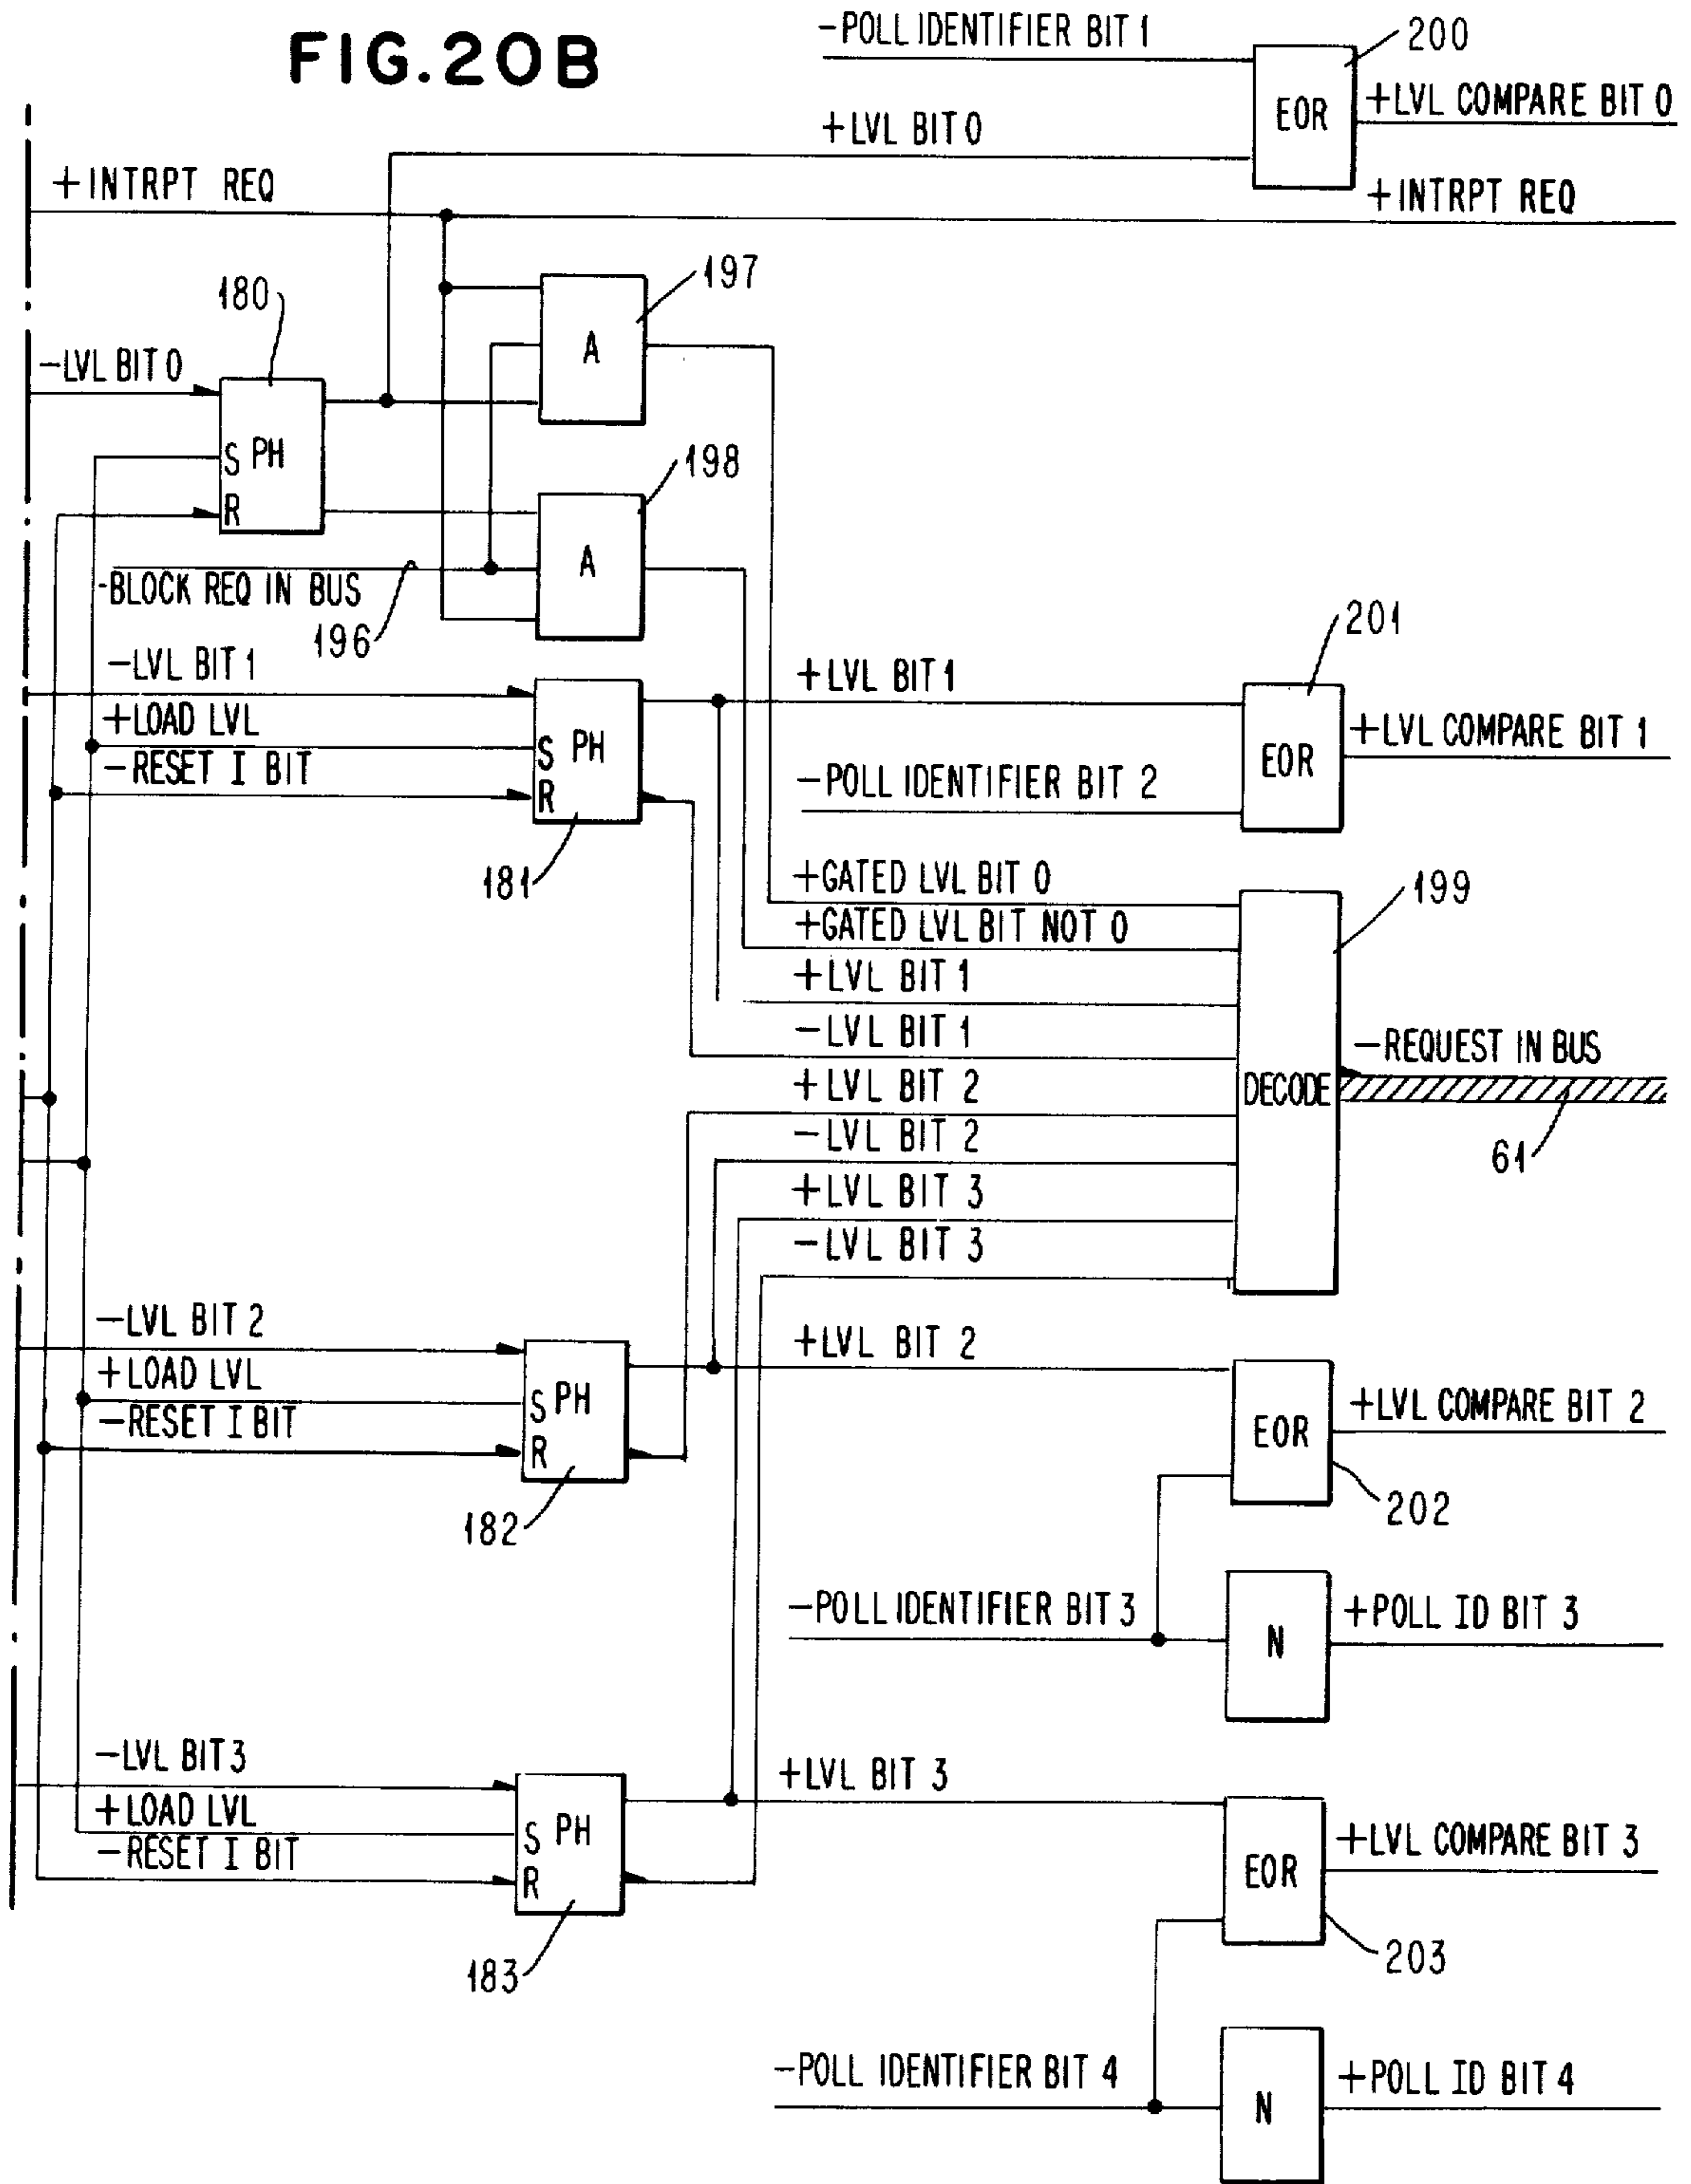 FIG.20B
-POLL IDENTIFIER BIT 1
200
EOR
+LVL COMPARE BIT 0
+LVL BIT 0
+INTRPT REQ
+INTRPT REQ
197
180
A
-LVL BIT 0
S PH
R
198
A
-BLOCK REQ IN BUS
196
201
-LVL BIT 1
+LVL BIT 1
+LOAD LVL
S PH
EOR
+LVL COMPARE BIT 1
-RESET I BIT
R
-POLL IDENTIFIER BIT 2
181
+GATED LVL BIT 0
199
+GATED LVL BIT NOT 0
+LVL BIT 1
-LVL BIT 1
-REQUEST IN BUS
+LVL BIT 2
DECODE
-LVL BIT 2
61
+LVL BIT 3
-LVL BIT 3
-LVL BIT 2
+LVL BIT 2
+LOAD LVL
S PH
+LVL COMPARE BIT 2
-RESET I BIT
R
EOR
182
202
-POLL IDENTIFIER BIT 3
N
+POLL ID BIT 3
-LVL BIT 3
+LVL BIT 3
+LOAD LVL
S PH
+LVL COMPARE BIT 3
-RESET I BIT
R
EOR
183
203
-POLL IDENTIFIER BIT 4
N
+POLL ID BIT 4